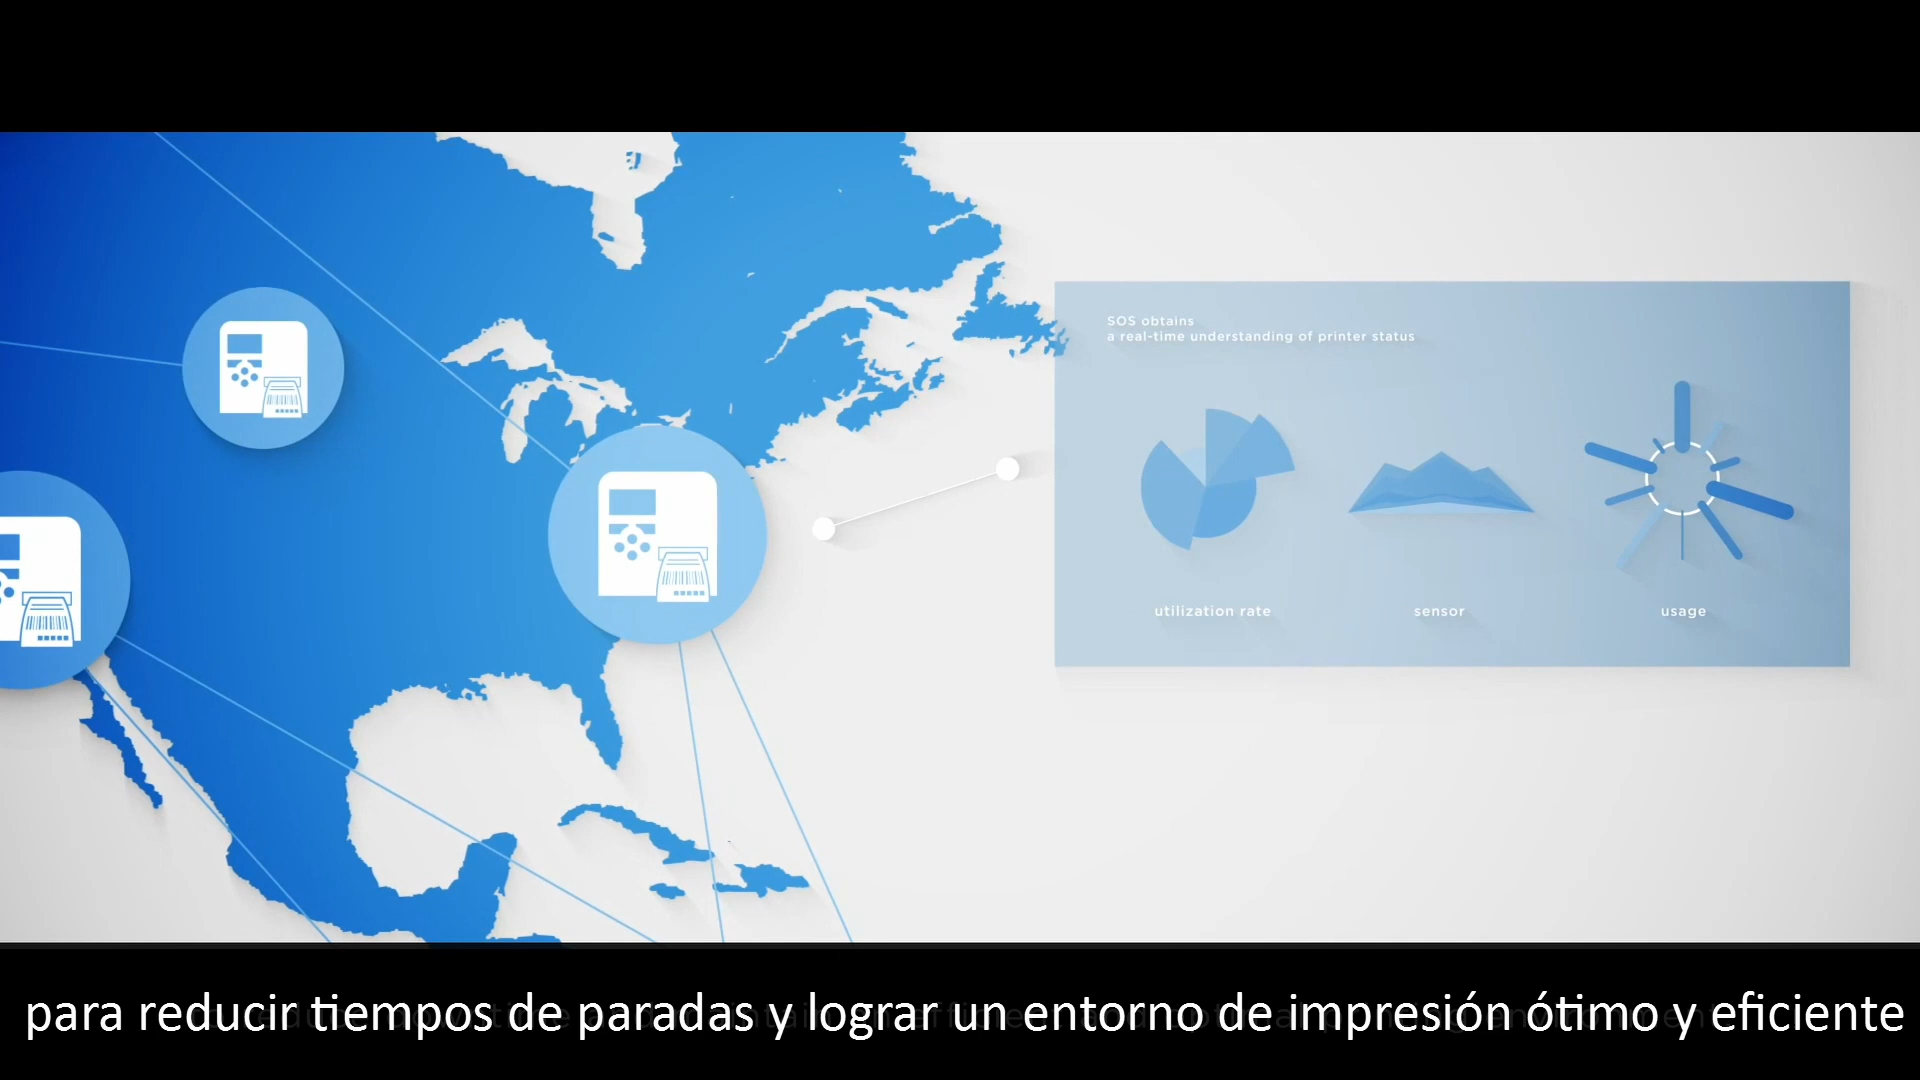 SOS obtains
a real-time understanding of printer status
utilization rate
sensor
usage
para reducir tiempos de paradas y lograr un entorno de impresión ótimo y eficiente